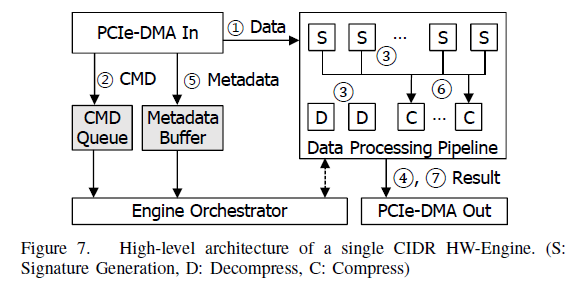 PCIe-DMA In
① Data
② CMD
⑤ Metadata
CMD
Queue
Metadata
Buffer
S S ... S S
③
③
⑥
D D C ... C
Data Processing Pipeline
④, ⑦ Result
Engine Orchestrator
PCIe-DMA Out
Figure 7. High-level architecture of a single CIDR HW-Engine. (S:
Signature Generation, D: Decompress, C: Compress)